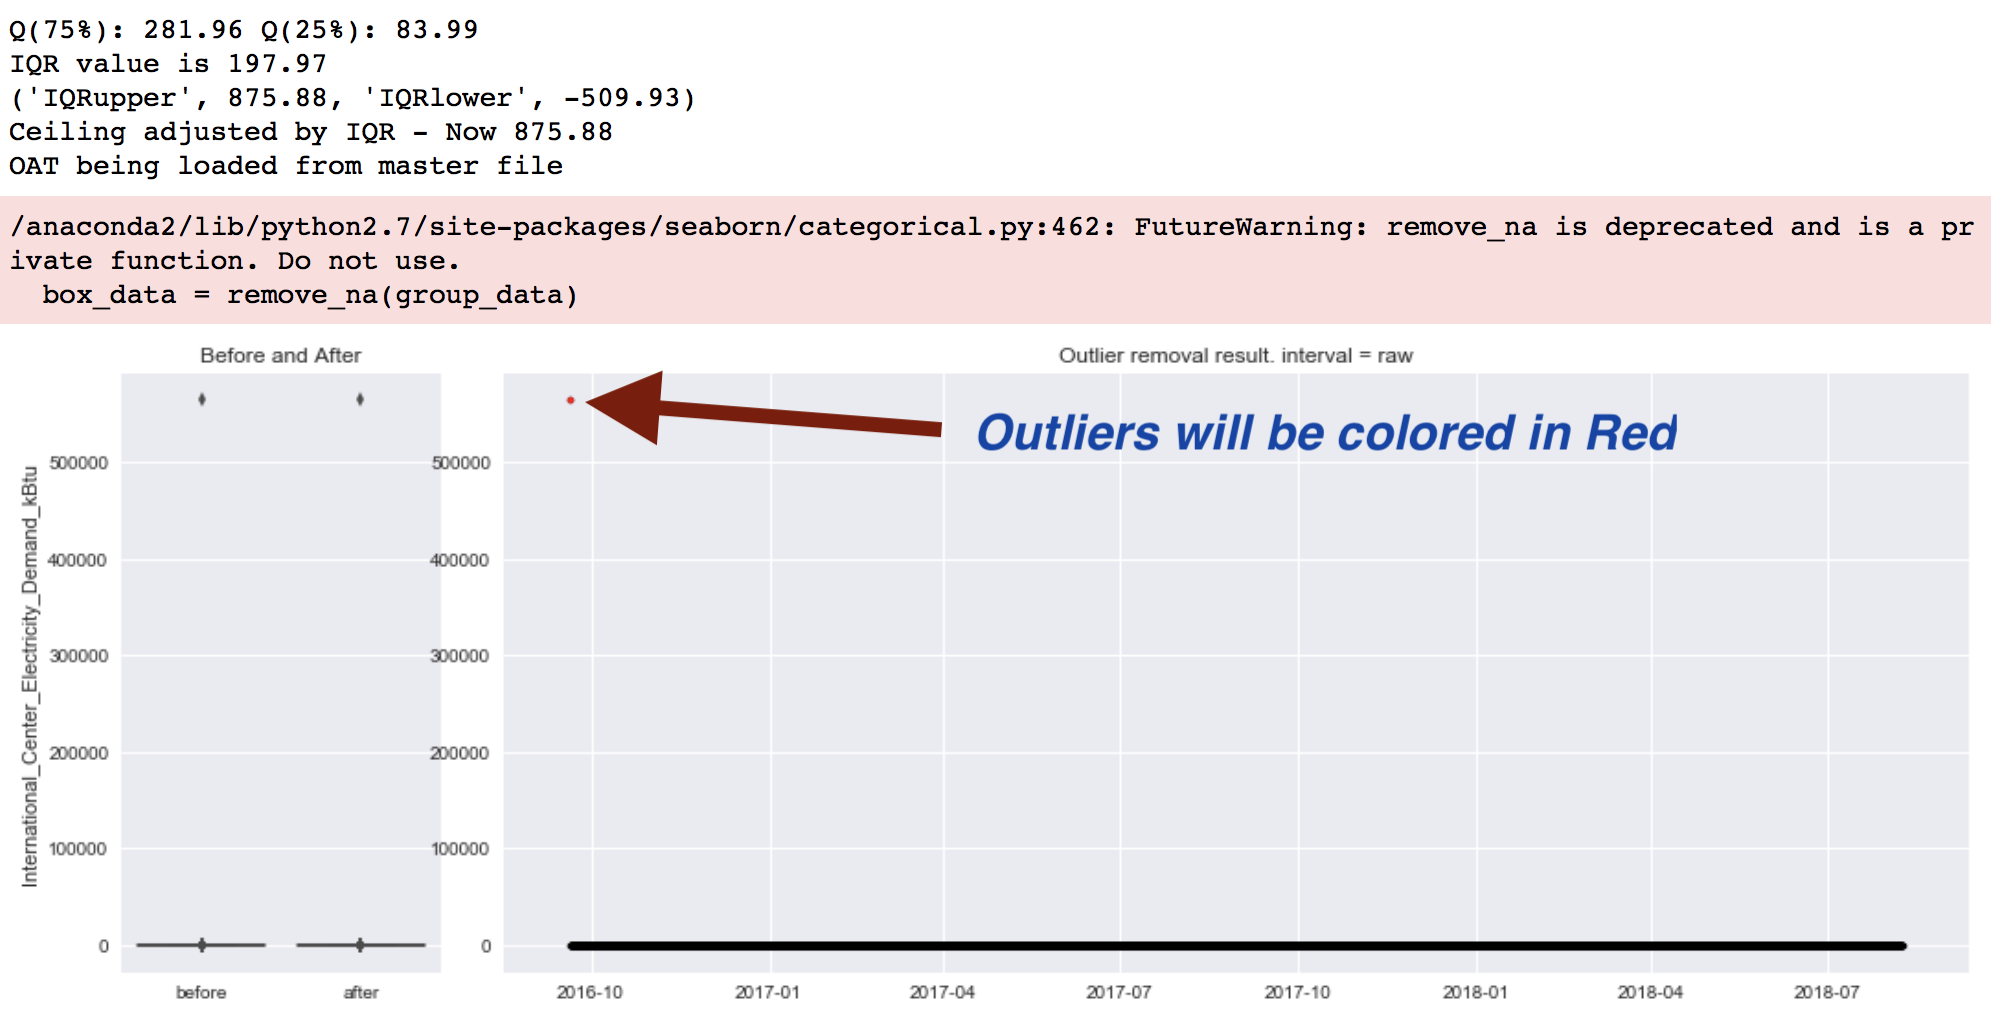 Q(75%): 281.96 Q(25%): 83.99
IQR value is 197.97
('IQRupper', 875.88, 'IQRlower', -509.93)
Ceiling adjusted by IQR - Now 875.88
OAT being loaded from master file
/anaconda2/lib/python2.7/site-packages/seaborn/categorical.py:462: FutureWarning: remove_na is deprecated and is a pr
ivate function. Do not use.
box_data = remove_na(group_data)
Before and After
International_Center_Electricity_Demand_kBtu
500000
400000
300000
200000
100000
0
before after
Outlier removal result. interval = raw
Outliers will be colored in Red
500000
400000
300000
200000
100000
0
2016-10 2017-01 2017-04 2017-07 2017-10 2018-01 2018-04 2018-07